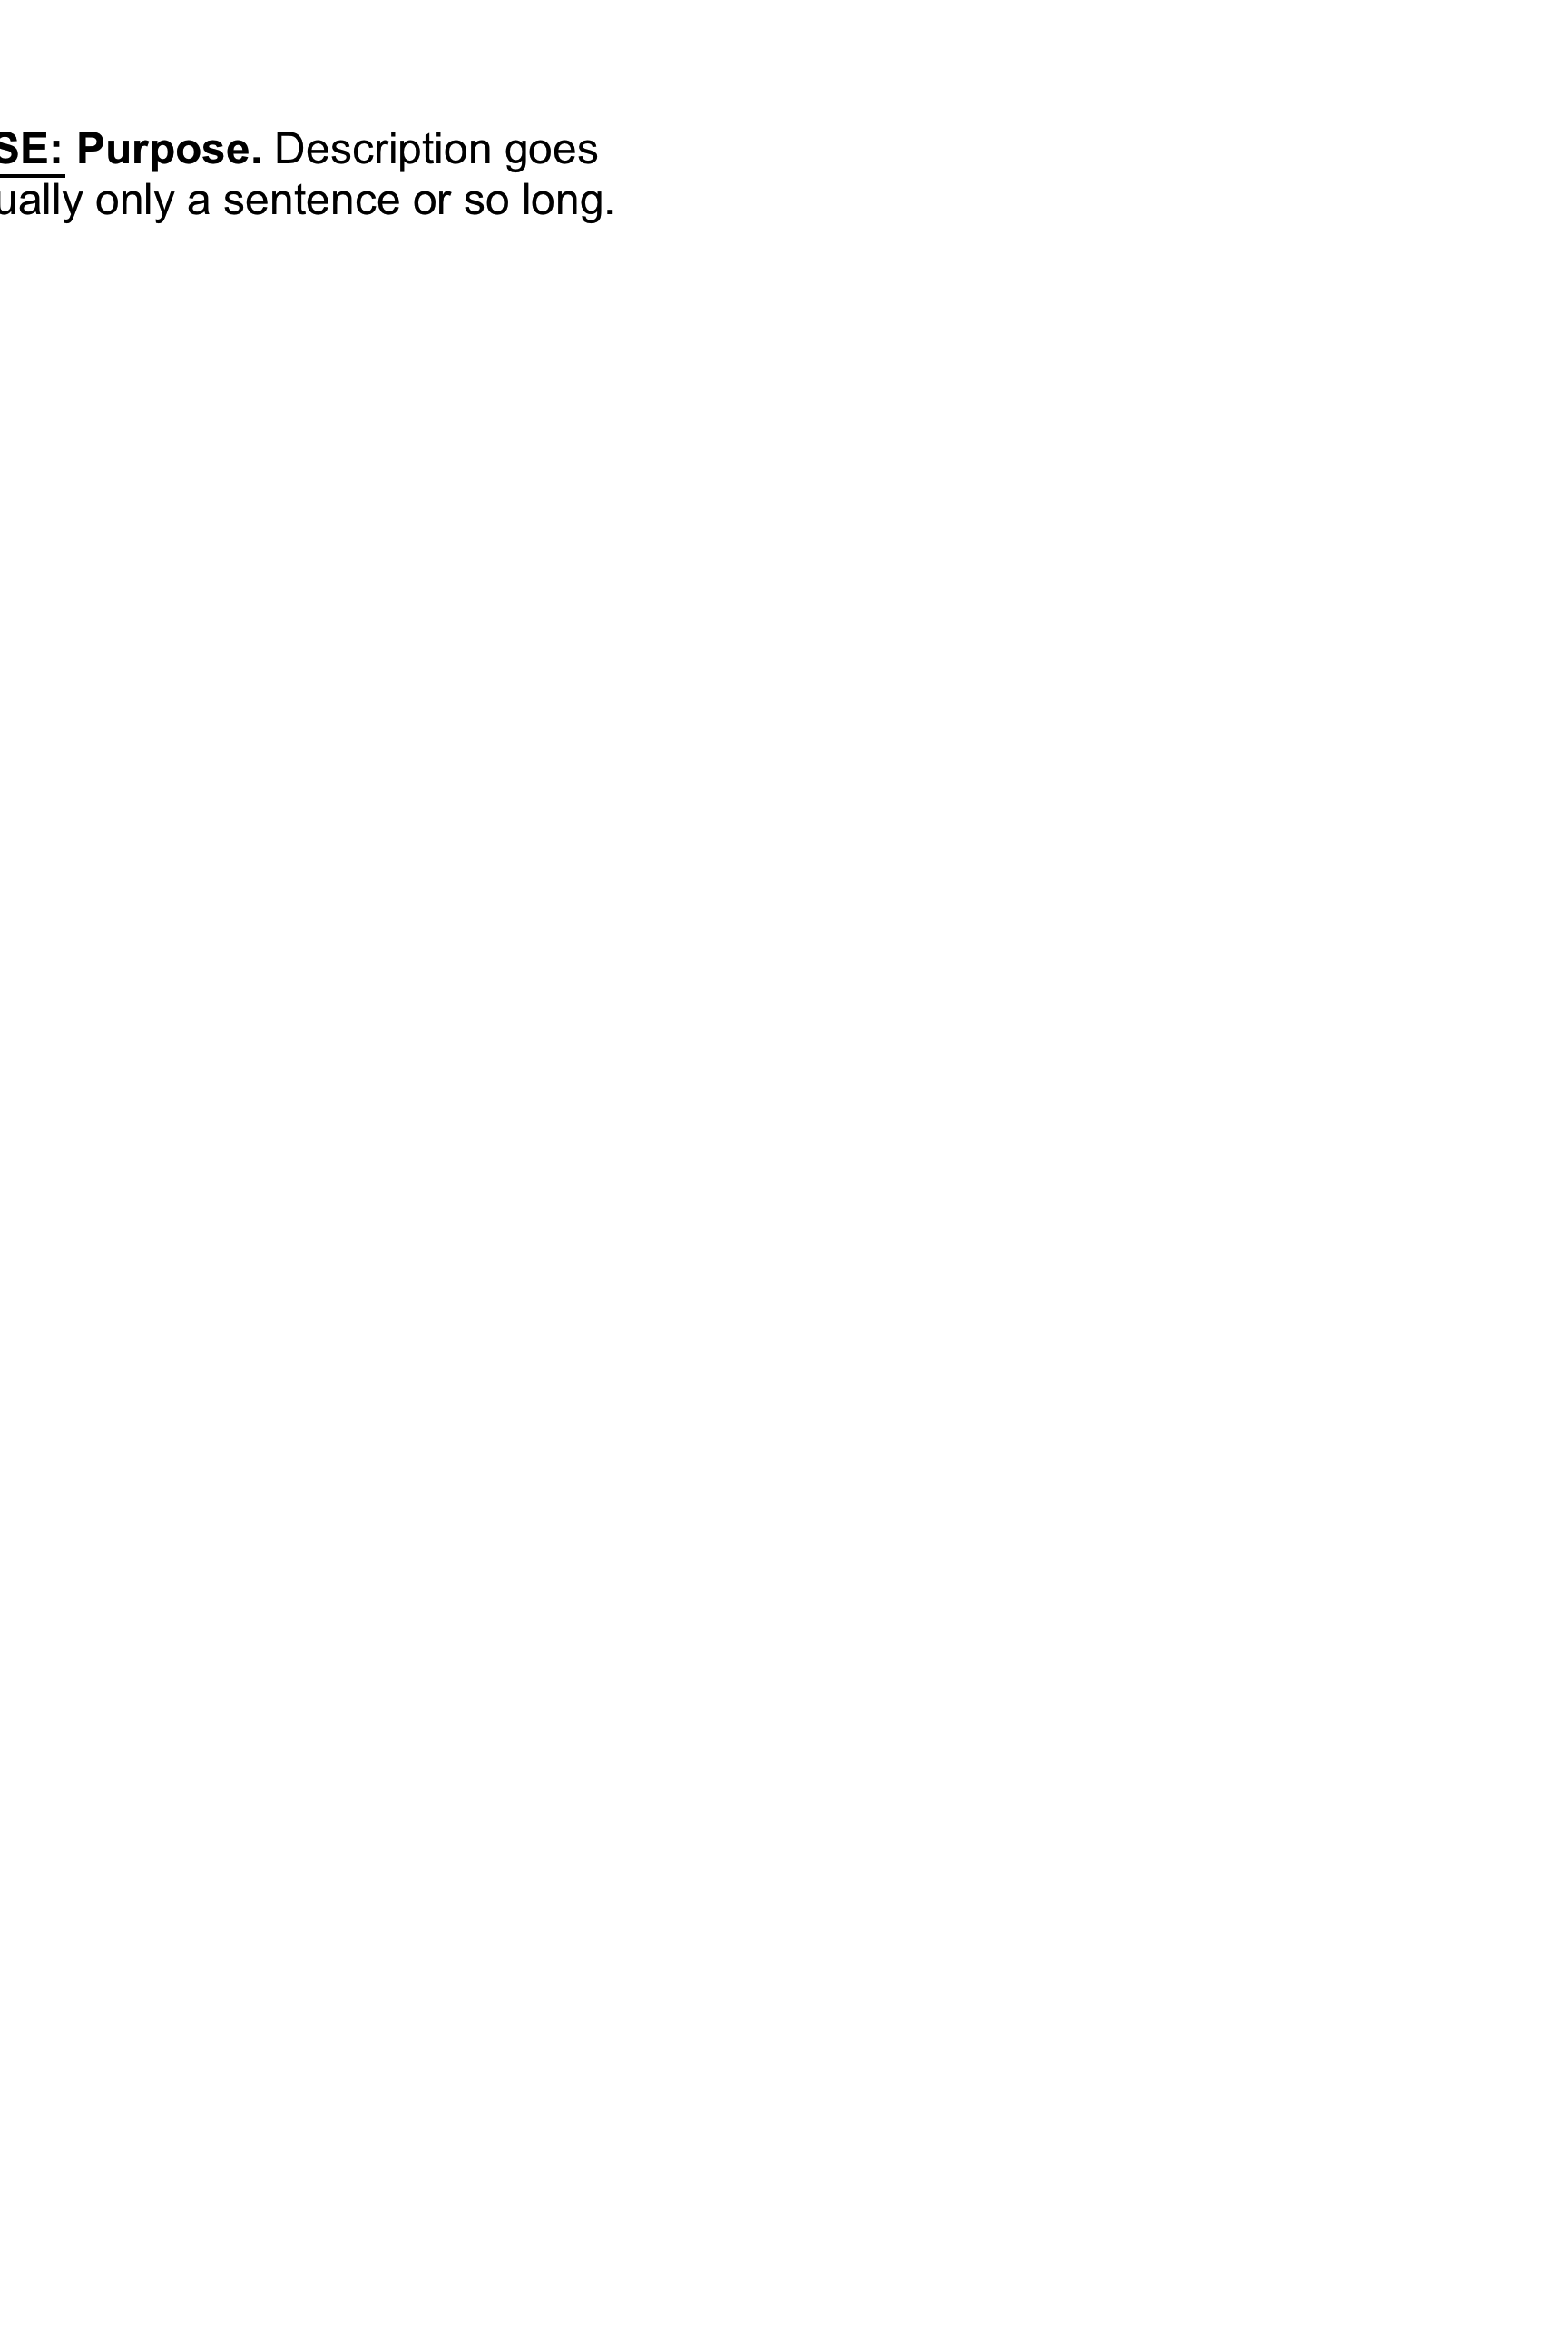 SE: Purpose. Description goes
ually only a sentence or so long.